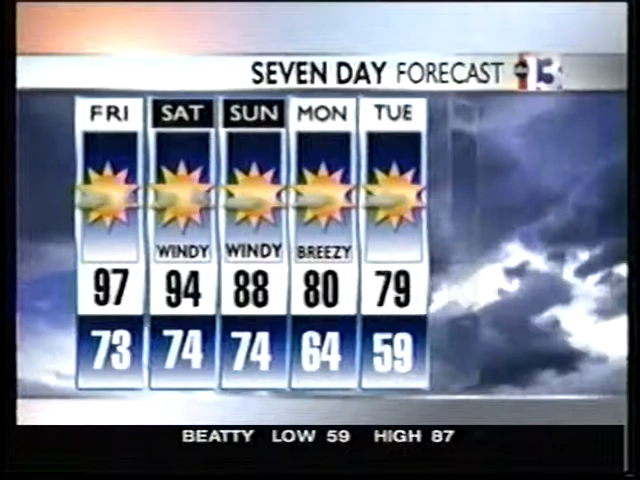 SEVEN DAY FORECAST 13
FRI SAT SUN MON TUE
WINDY WINDY BREEZY
97 94 88 80 79
73 74 74 64 59
BEATTY LOW 59 HIGH 87